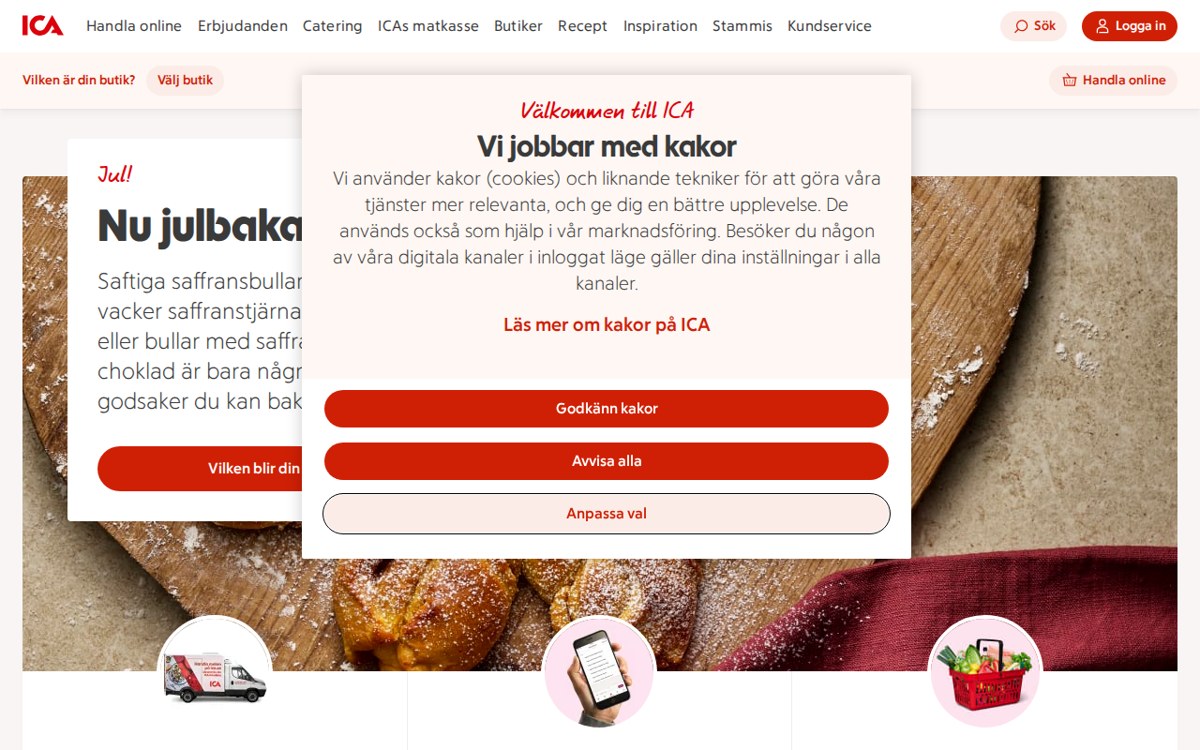 ICA
Handla online
Erbjudanden
Catering
ICAs matkasse
Butiker
Recept
Inspiration
Stammis
Kundservice
Sök
Logga in
Vilken är din butik?
Välj butik
Handla online
Välkommen till ICA
Vi jobbar med kakor
Vi använder kakor (cookies) och liknande tekniker för att göra våra
tjänster mer relevanta, och ge dig en bättre upplevelse. De
används också som hjälp i vår marknadsföring. Besöker du någon
av våra digitala kanaler i inloggat läge gäller dina inställningar i alla
kanaler.
Läs mer om kakor på ICA
Godkänn kakor
Avvisa alla
Anpassa val
Jul!
Nu julbaka
Saftiga saffransbullar
vacker saffranstjärna
eller bullar med saffra
choklad är bara någr
godsaker du kan bak
Vilken blir din
ICA